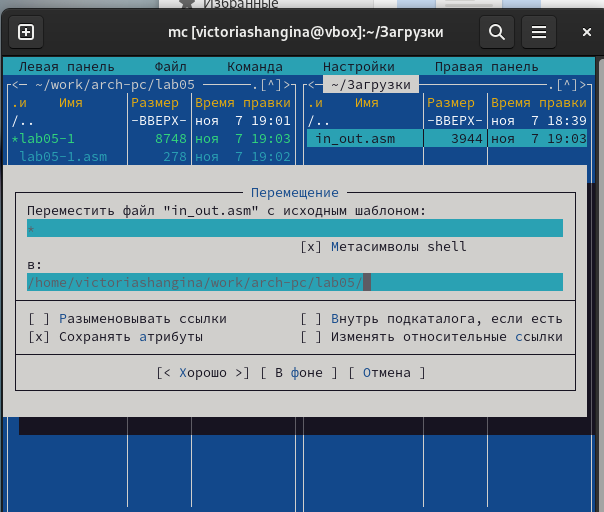 Избранные
mc [victoriashangina@vbox]:~/Загрузки
Левая панель Файл Команда Настройки Правая панель
<— ~/work/arch-pc/lab05 .[^]> <— ~/Загрузки .[^]>
.и Имя Размер Время правки .и Имя Размер Время правки
/.. -ВВЕРХ- ноя 7 19:01 /.. -ВВЕРХ- ноя 7 18:39
*lab05-1 8748 ноя 7 19:03 in_out.asm 3944 ноя 7 19:03
lab05-1.asm 278 ноя 7 19:02
Перемещение
Переместить файл "in_out.asm" с исходным шаблоном:
*
[x] Метасимволы shell
в:
/home/victoriashangina/work/arch-pc/lab05/
[ ] Разыменовывать ссылки [ ] Внутрь подкаталога, если есть
[x] Сохранять атрибуты [ ] Изменять относительные ссылки
[< Хорошо >] [ В фоне ] [ Отмена ]